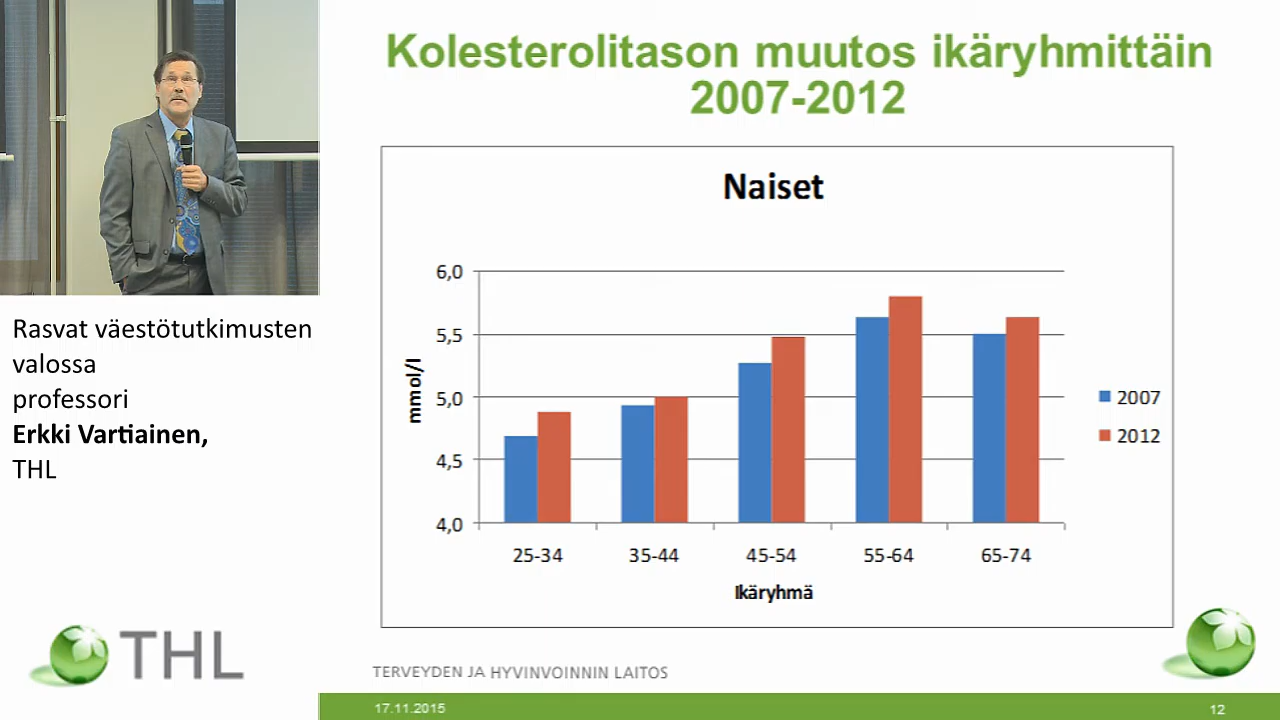 Kolesterolitason muutos ikäryhmittäin
2007-2012
Naiset
6,0
5,5
5,0
4,5
4,0
mmol/l
25-34
35-44
45-54
55-64
65-74
Ikäryhmä
2007
2012
Rasvat väestötutkimusten
valossa
professori
Erkki Vartiainen,
THL
THL
TERVEYDEN JA HYVINVOINNIN LAITOS
17.11.2015
12